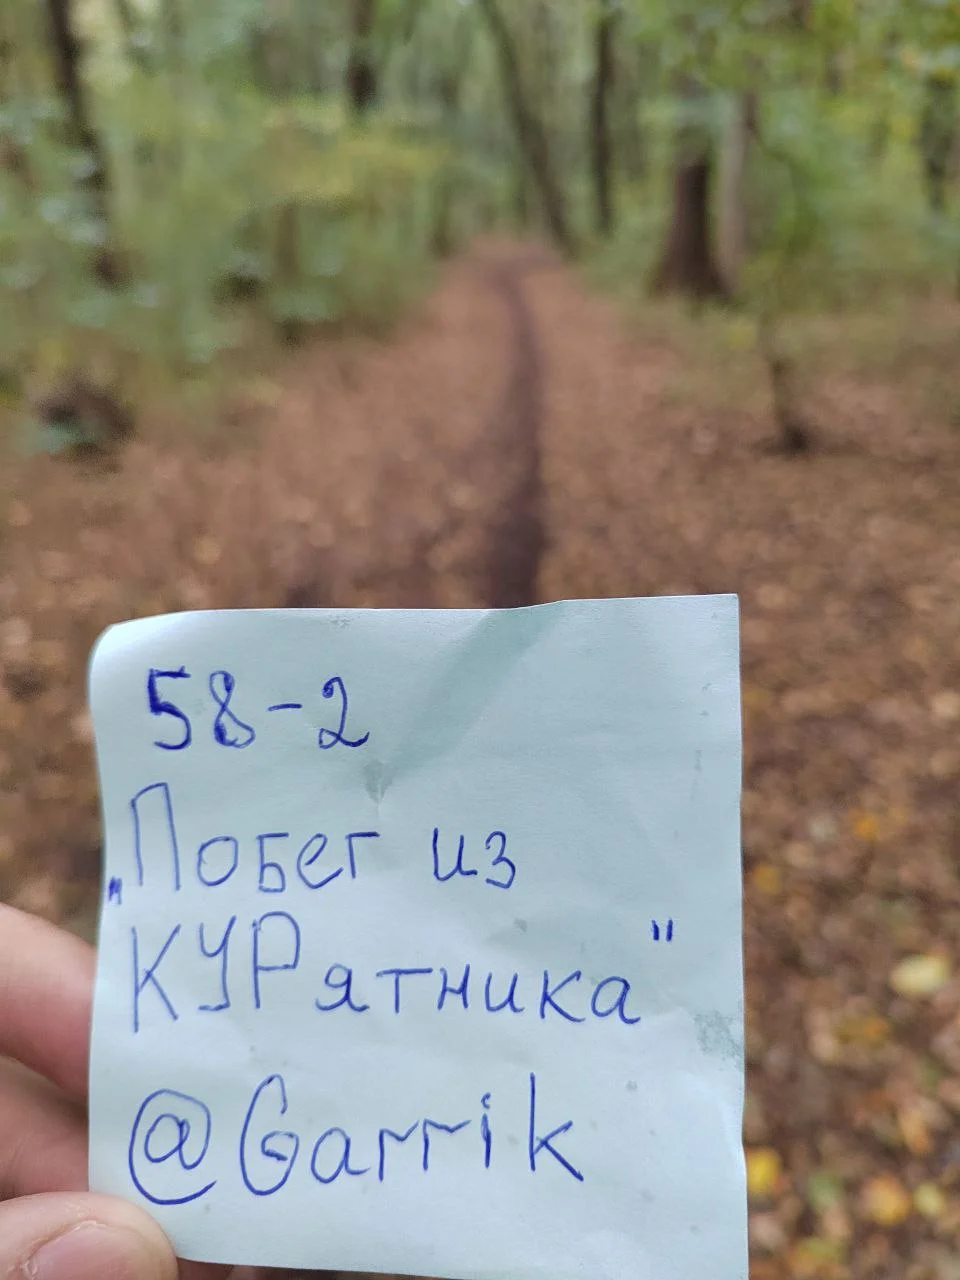 58-2
„Побег из
КУРятника"
@Garrik